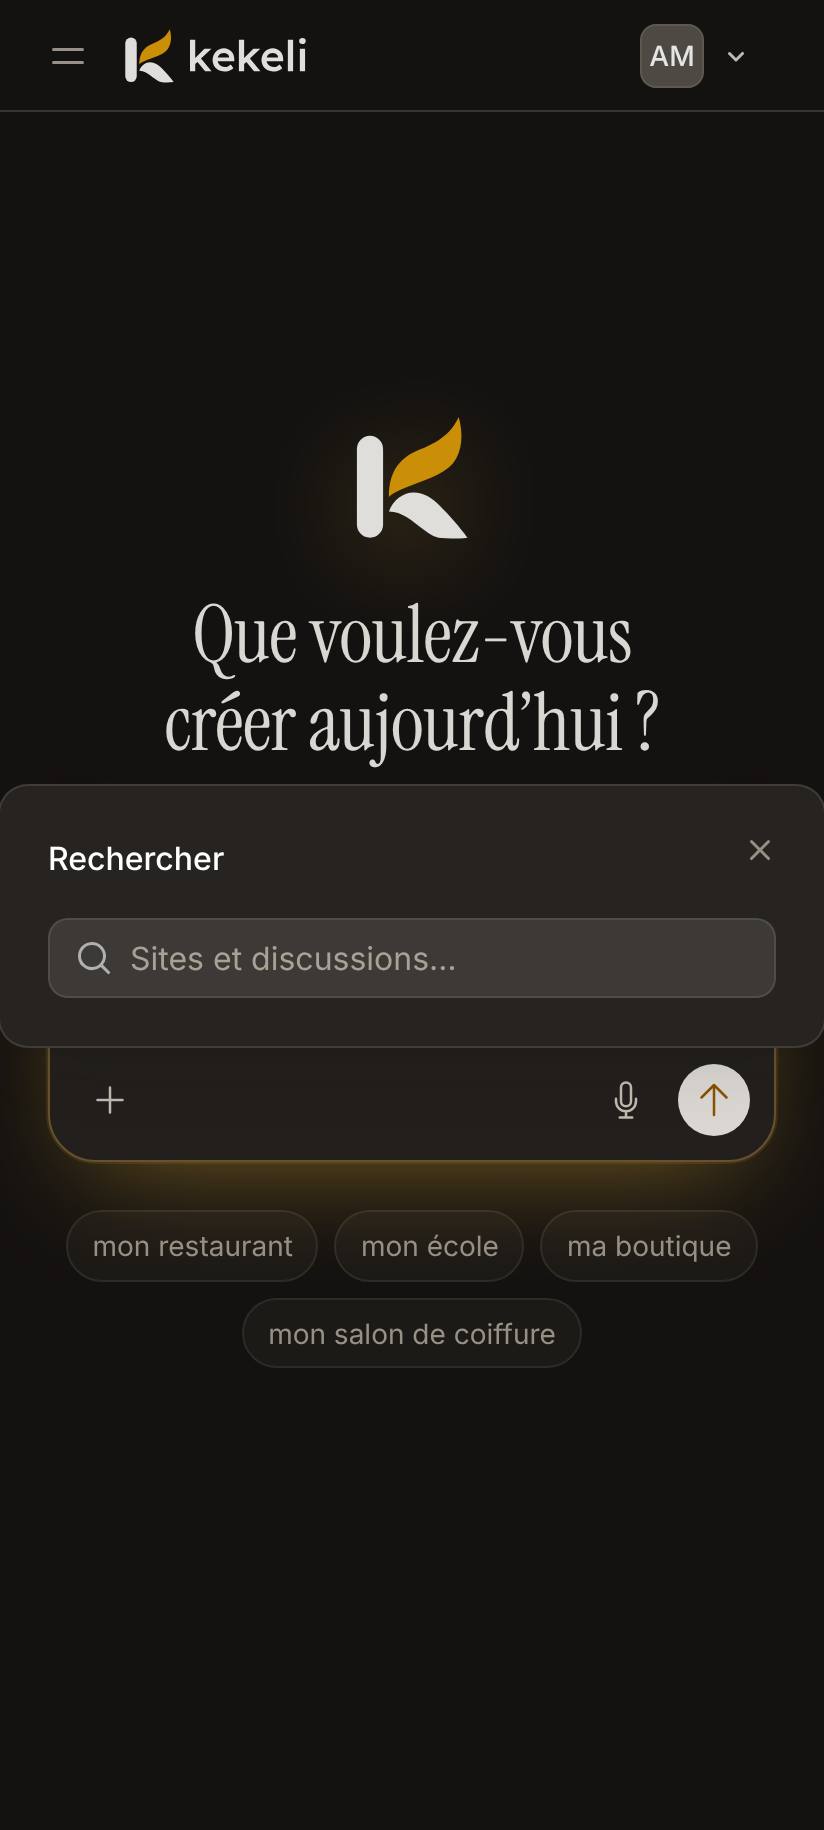 kekeli
AM
Que voulez-vous
créer aujourd’hui ?
Rechercher
Sites et discussions...
mon restaurant
mon école
ma boutique
mon salon de coiffure